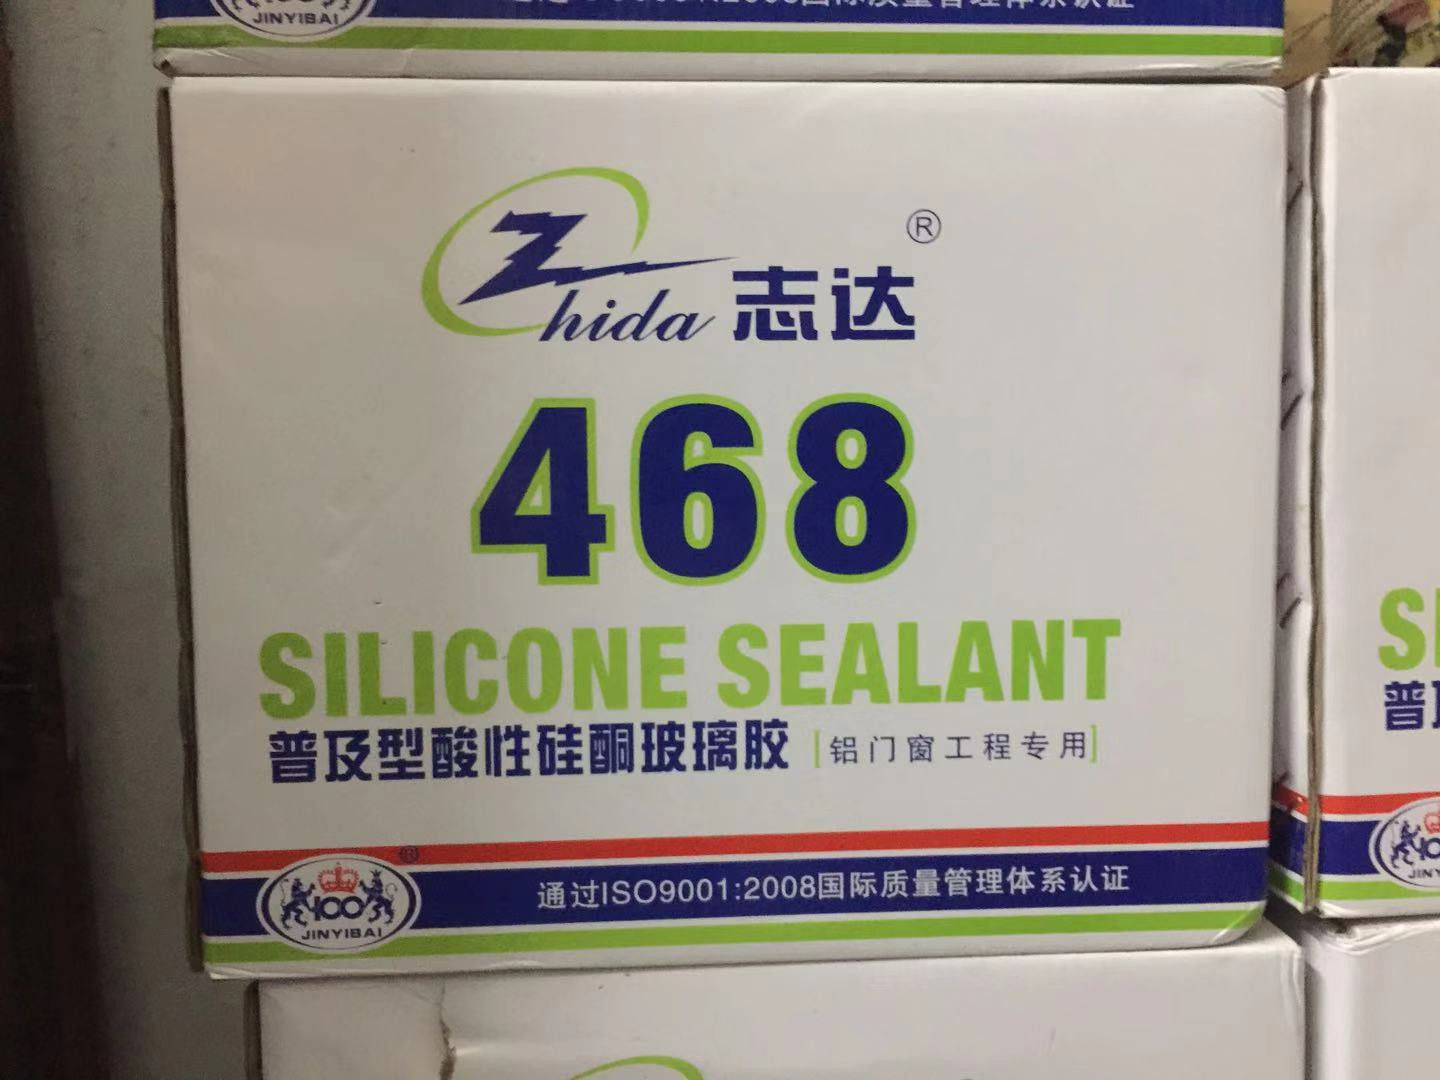 JINYIBAI
Zhida 志达 ®
468
SILICONE SEALANT
普及型酸性硅酮玻璃胶 [铝门窗工程专用]
®
100
JINYIBAI
通过ISO9001:2008国际质量管理体系认证